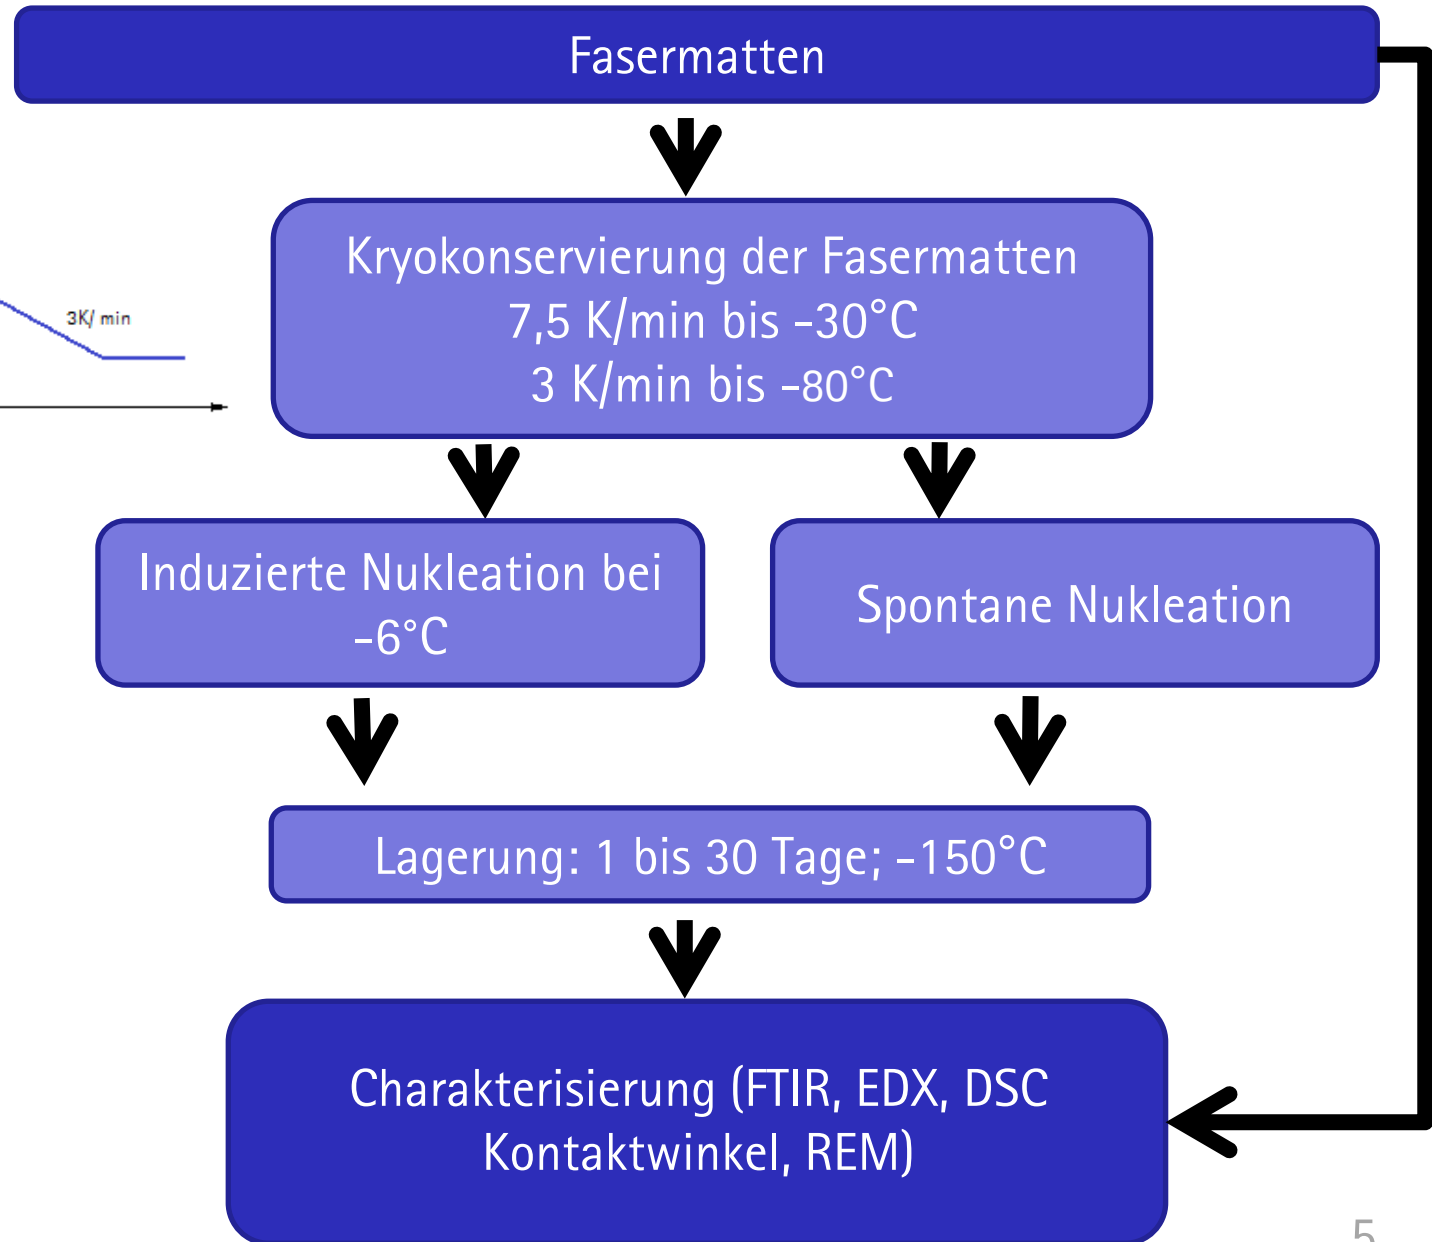 Fasermatten
Kryokonservierung der Fasermatten
7,5 K/min bis -30°C
3 K/min bis -80°C
3K/ min
Induzierte Nukleation bei
-6°C
Spontane Nukleation
Lagerung: 1 bis 30 Tage; -150°C
Charakterisierung (FTIR, EDX, DSC
Kontaktwinkel, REM)
5